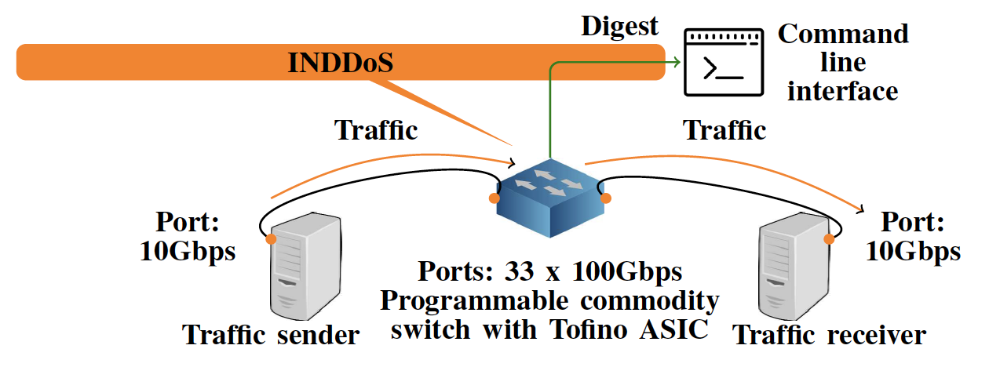 Digest
INDDoS
Command
line
interface
Traffic
Traffic
Port:
10Gbps
Port:
10Gbps
Ports: 33 x 100Gbps
Programmable commodity
switch with Tofino ASIC
Traffic sender
Traffic receiver